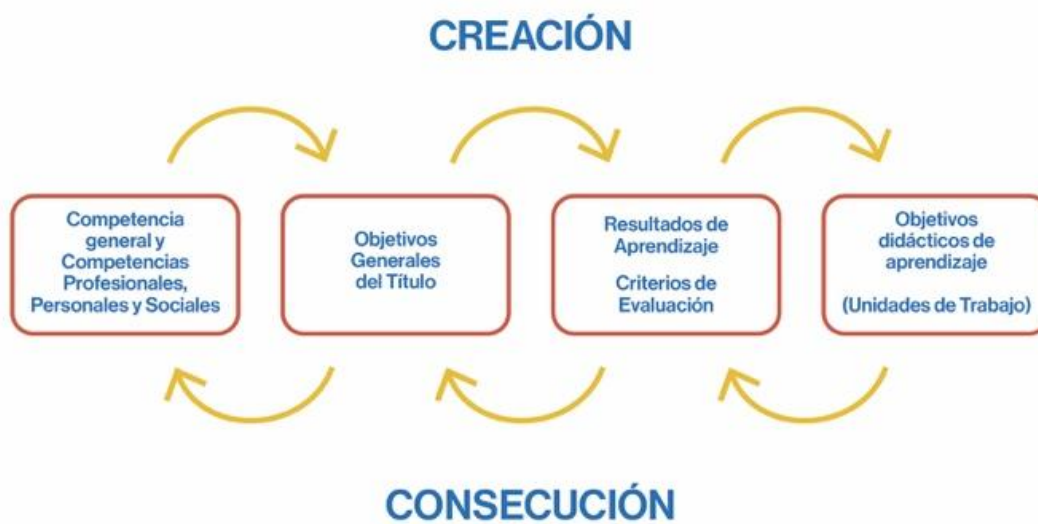 CREACIÓN
Competencia
general y
Competencias
Profesionales,
Personales y Sociales
Objetivos
Generales
del Título
Resultados de
Aprendizaje
Criterios de
Evaluación
Objetivos
didácticos de
aprendizaje
(Unidades de Trabajo)
CONSECUCIÓN